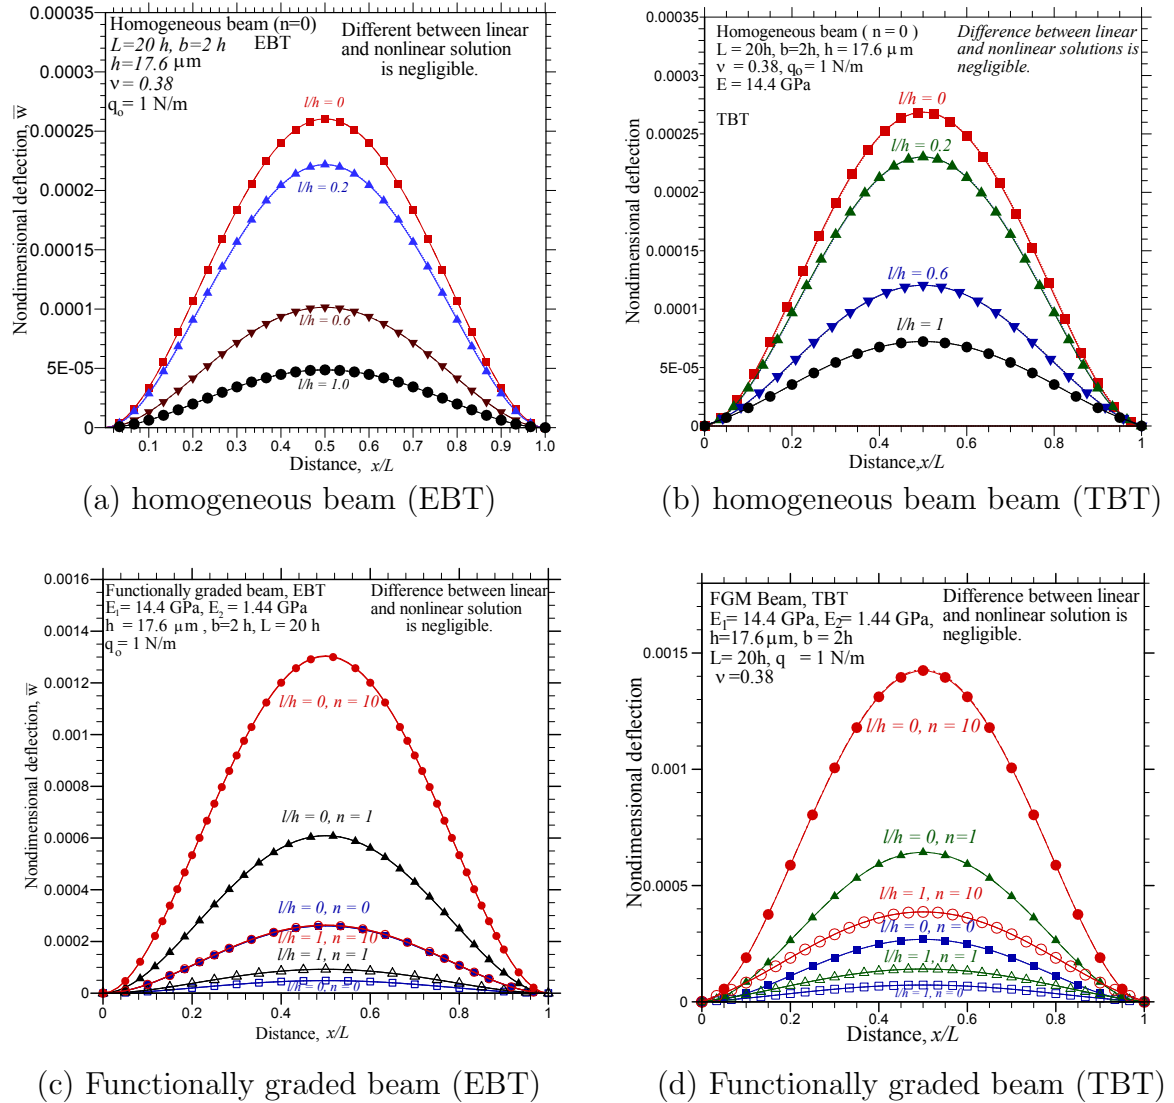 0.00035
0.0003
0.00025
0.0002
0.00015
0.0001
5E-05
0
Nondimensional deflection, w̅
Homogeneous beam (n=0)
L=20 h, b=2 h EBT
h=17.6 μm
ν = 0.38
qo= 1 N/m
Different between linear
and nonlinear solution
is negligible.
l/h = 0
l/h = 0.2
l/h = 0.6
l/h = 1.0
0.1 0.2 0.3 0.4 0.5 0.6 0.7 0.8 0.9 1.0
Distance, x/L
(a) homogeneous beam (EBT)
0.00035
0.0003
0.00025
0.0002
0.00015
0.0001
5E-05
0
Nondimensional deflection
Homogeneous beam ( n = 0 )
L = 20h, b=2h, h = 17.6 μm
ν = 0.38, qo= 1 N/m
E = 14.4 GPa
TBT
Difference between linear
and nonlinear solutions is
negligible.
l/h = 0
l/h = 0.2
l/h = 0.6
l/h = 1
0 0.2 0.4 0.6 0.8 1
Distance,x/L
(b) homogeneous beam beam (TBT)
0.0016
0.0014
0.0012
0.001
0.0008
0.0006
0.0004
0.0002
0
Nondimensional deflection, w̅
Functionally graded beam, EBT
E1= 14.4 GPa, E2 = 1.44 GPa
h = 17.6 μm , b=2 h, L = 20 h
qo= 1 N/m
Difference between linear
and nonlinear solution
is negligible.
l/h = 0, n = 10
l/h = 0, n = 1
l/h = 0, n = 0
l/h = 1, n = 10
l/h = 1, n = 1
l/h = 0, n = 0
0 0.2 0.4 0.6 0.8 1
Distance, x/L
(c) Functionally graded beam (EBT)
0.0015
0.001
0.0005
0
Nondimensional deflection
FGM Beam, TBT
E1= 14.4 GPa, E2= 1.44 GPa,
h=17.6μm, b = 2h
L= 20h, q = 1 N/m
ν =0.38
Difference between linear
and nonlinear solution is
negligible.
l/h = 0, n = 10
l/h = 0, n=1
l/h = 1, n = 10
l/h = 0, n = 0
l/h = 1, n = 1
l/h = 1, n = 0
0 0.2 0.4 0.6 0.8 1
Distance, x/L
(d) Functionally graded beam (TBT)